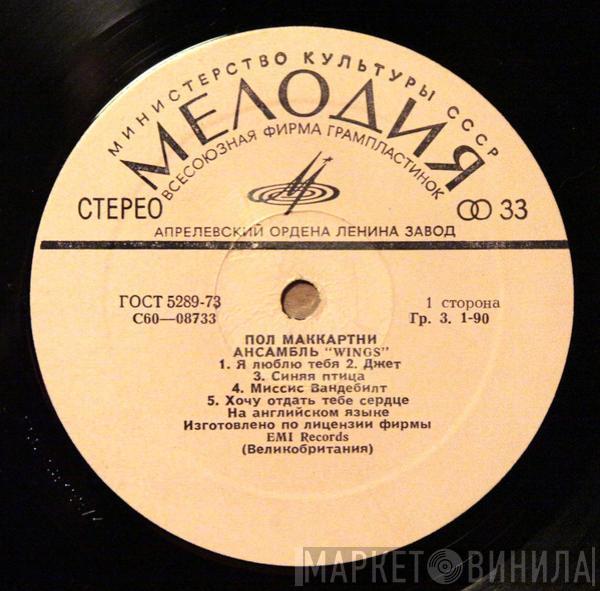 МИНИСТЕРСТВО КУЛЬТУРЫ СССР
МЕЛОДИЯ
ВСЕСОЮЗНАЯ ФИРМА ГРАМПЛАСТИНОК
СТЕРЕО
33
АПРЕЛЕВСКИЙ ОРДЕНА ЛЕНИНА ЗАВОД
ГОСТ 5289-73
С60—08733
1 сторона
Гр. 3. 1-90
ПОЛ МАККАРТНИ
АНСАМБЛЬ "WINGS"
1. Я люблю тебя 2. Джет
3. Синяя птица
4. Миссис Вандебилт
5. Хочу отдать тебе сердце
На английском языке
Изготовлено по лицензии фирмы
EMI Records
(Великобритания)
МАРКЕТ ВИНИЛА